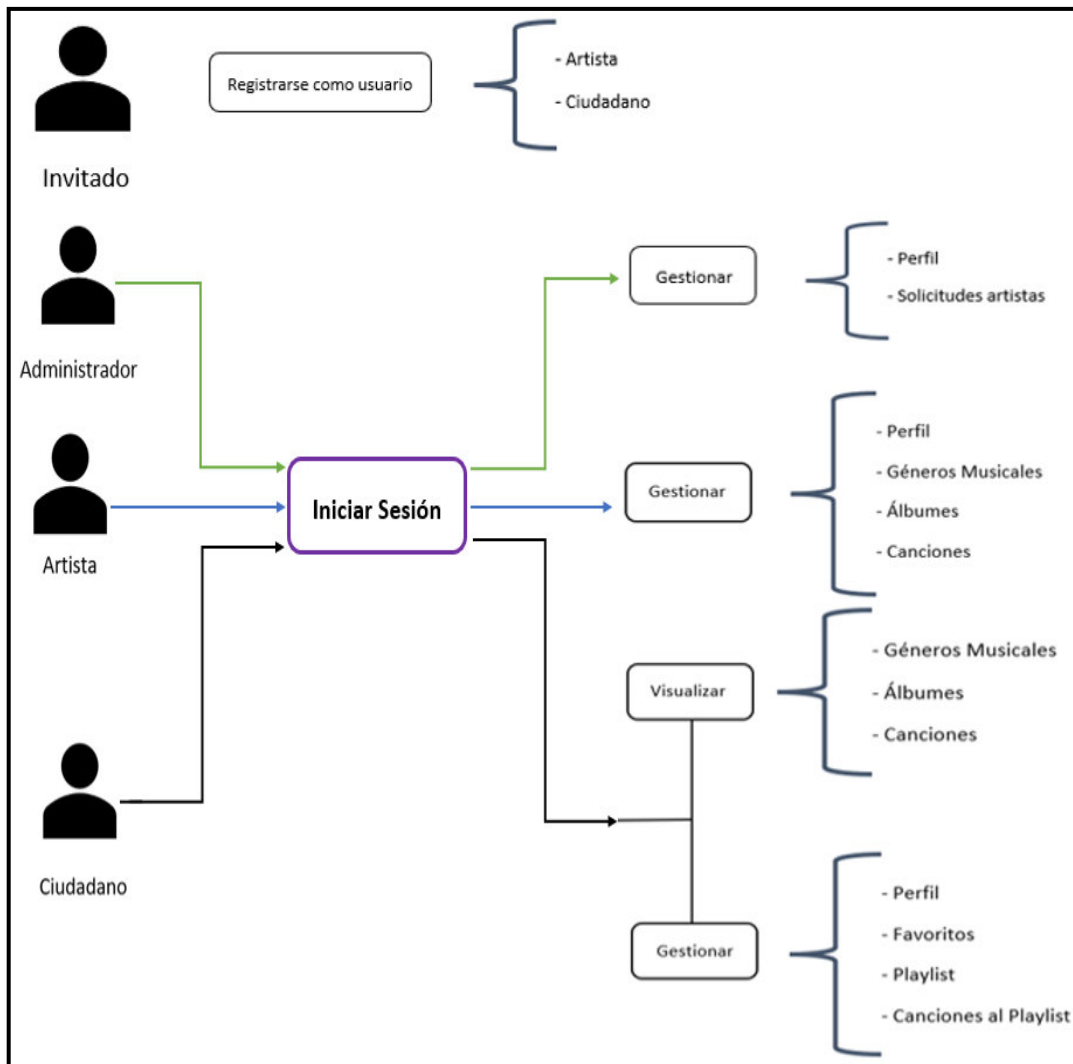 Registrarse como usuario
- Artista
- Ciudadano
Invitado
Gestionar
- Perfil
- Solicitudes artistas
Administrador
Iniciar Sesión
Gestionar
- Perfil
- Géneros Musicales
- Álbumes
- Canciones
Artista
Visualizar
- Géneros Musicales
- Álbumes
- Canciones
Ciudadano
Gestionar
- Perfil
- Favoritos
- Playlist
- Canciones al Playlist